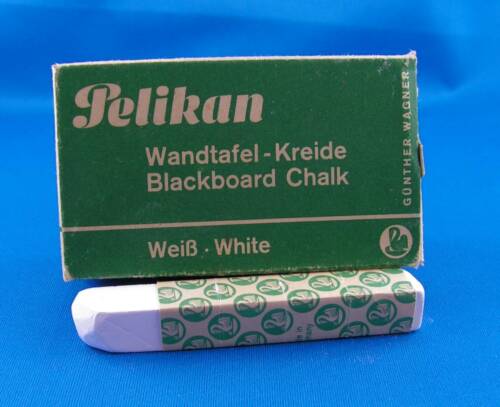 Pelikan
Wandtafel-Kreide
Blackboard Chalk
Weiß · White
GÜNTHER WAGNER